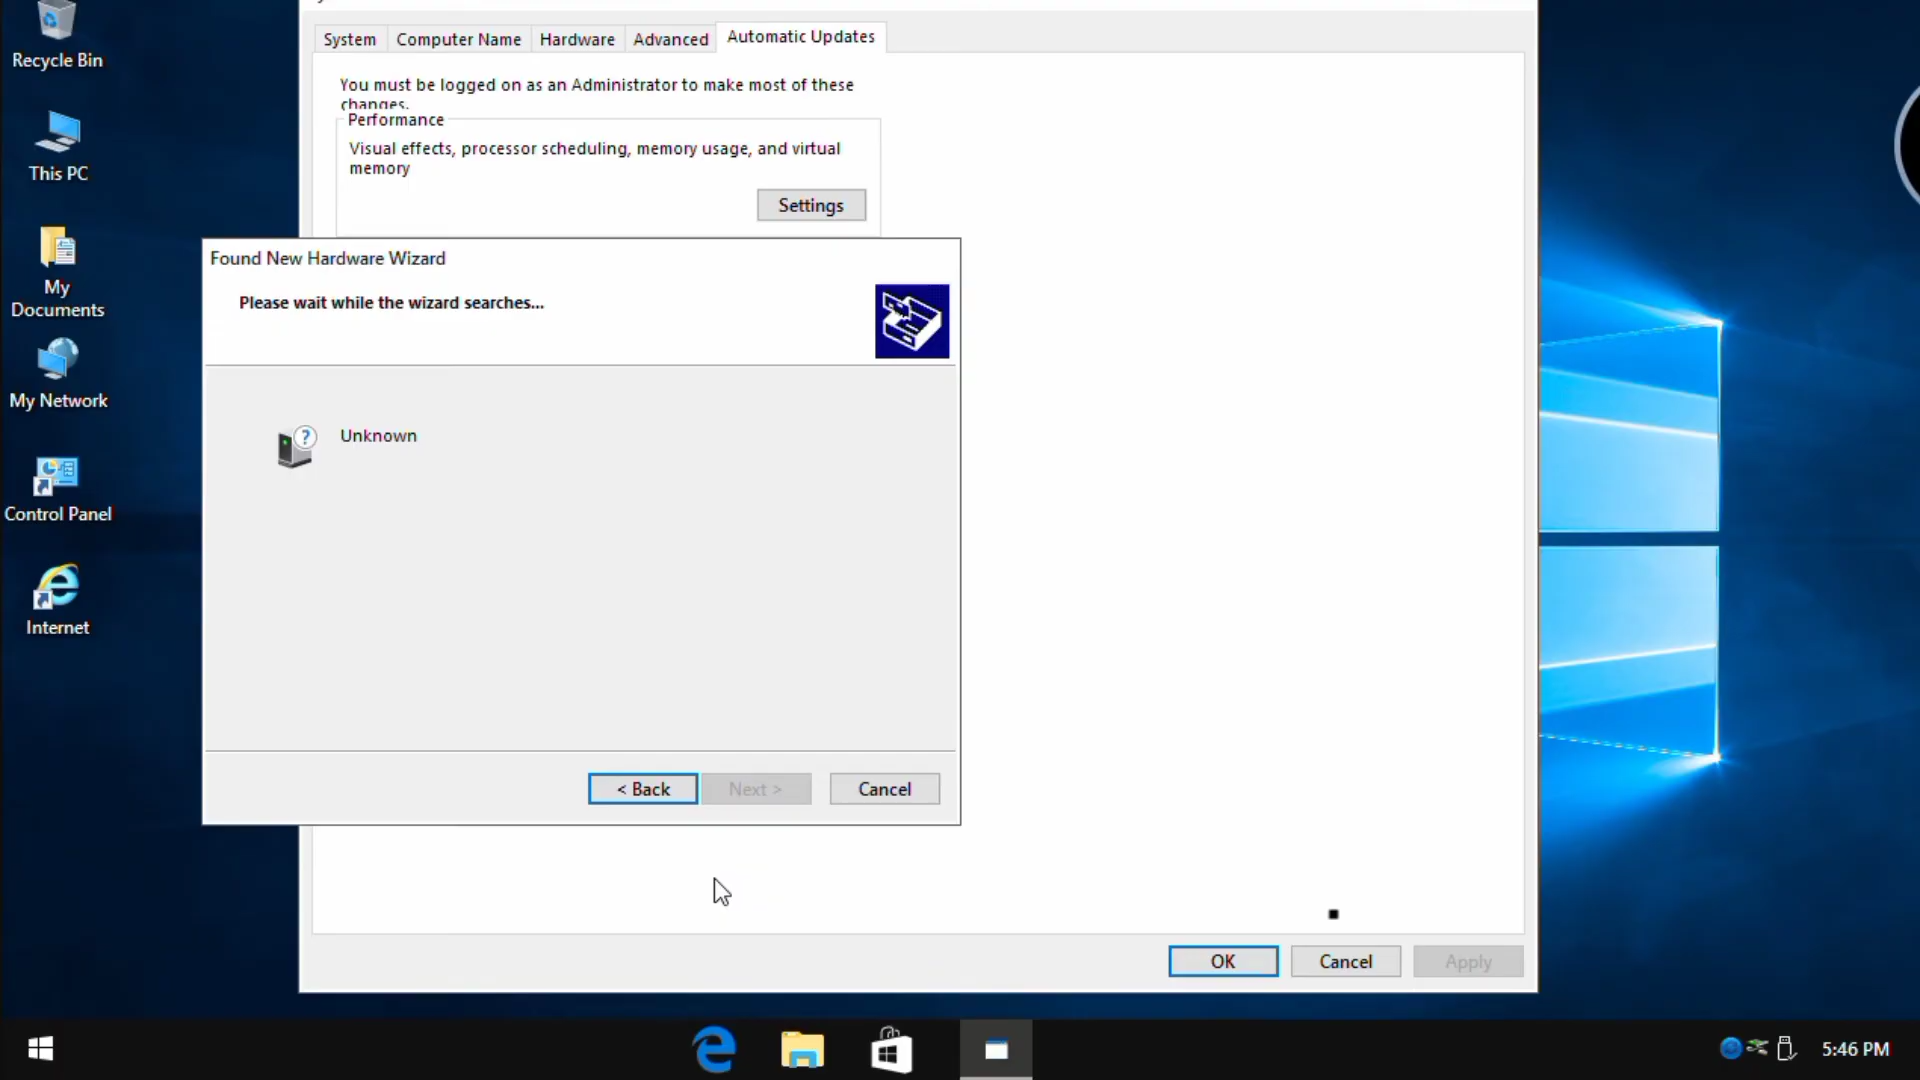 Recycle Bin
This PC
My
Documents
My Network
Control Panel
Internet
System
Computer Name
Hardware
Advanced
Automatic Updates
You must be logged on as an Administrator to make most of these
changes.
Performance
Visual effects, processor scheduling, memory usage, and virtual
memory
Settings
Found New Hardware Wizard
Please wait while the wizard searches...
Unknown
< Back
Next >
Cancel
OK
Cancel
Apply
5:46 PM